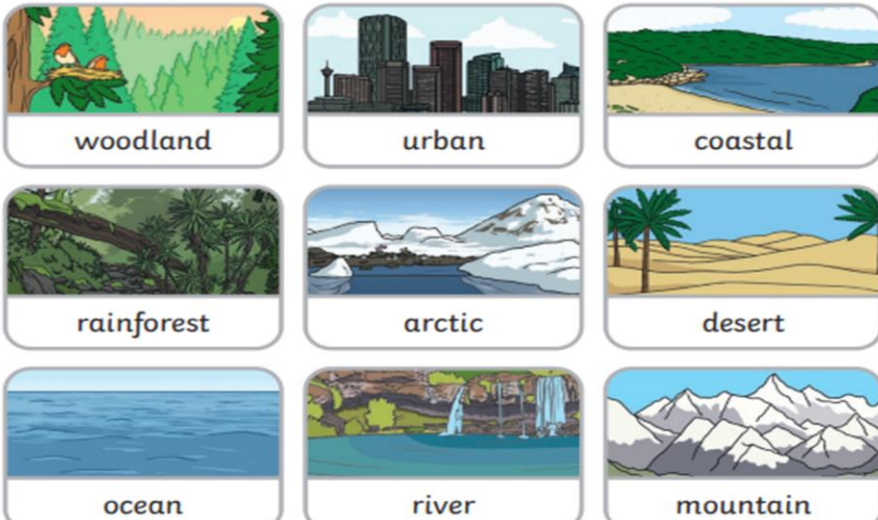 woodland
urban
coastal
rainforest
arctic
desert
ocean
river
mountain